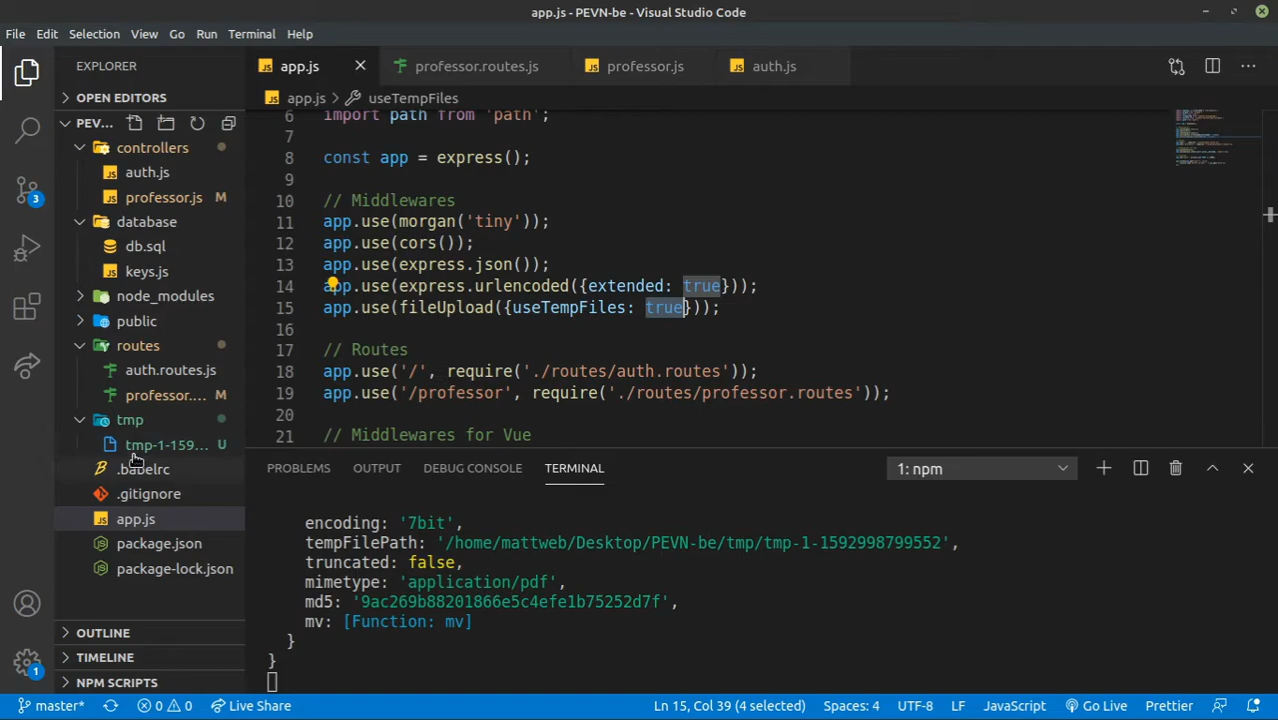 app.js - PEVN-be - Visual Studio Code
File Edit Selection View Go Run Terminal Help
EXPLORER
OPEN EDITORS
PEV...
controllers
auth.js
professor.js M
database
db.sql
keys.js
node_modules
public
routes
auth.routes.js
professor.... M
tmp
tmp-1-159... U
.babelrc
.gitignore
app.js
package.json
package-lock.json
OUTLINE
TIMELINE
NPM SCRIPTS
3
1
app.js professor.routes.js professor.js auth.js
app.js > useTempFiles
6 import path from 'path';
7
8 const app = express();
9
10 // Middlewares
11 app.use(morgan('tiny'));
12 app.use(cors());
13 app.use(express.json());
14 app.use(express.urlencoded({extended: true}));
15 app.use(fileUpload({useTempFiles: true}));
16
17 // Routes
18 app.use('/', require('./routes/auth.routes'));
19 app.use('/professor', require('./routes/professor.routes'));
20
21 // Middlewares for Vue
PROBLEMS OUTPUT DEBUG CONSOLE TERMINAL 1: npm
encoding: '7bit',
tempFilePath: '/home/mattweb/Desktop/PEVN-be/tmp/tmp-1-1592998799552',
truncated: false,
mimetype: 'application/pdf',
md5: '9ac269b88201866e5c4efe1b75252d7f',
mv: [Function: mv]
}
}
master* 0 0 Live Share Ln 15, Col 39 (4 selected) Spaces: 4 UTF-8 LF JavaScript Go Live Prettier